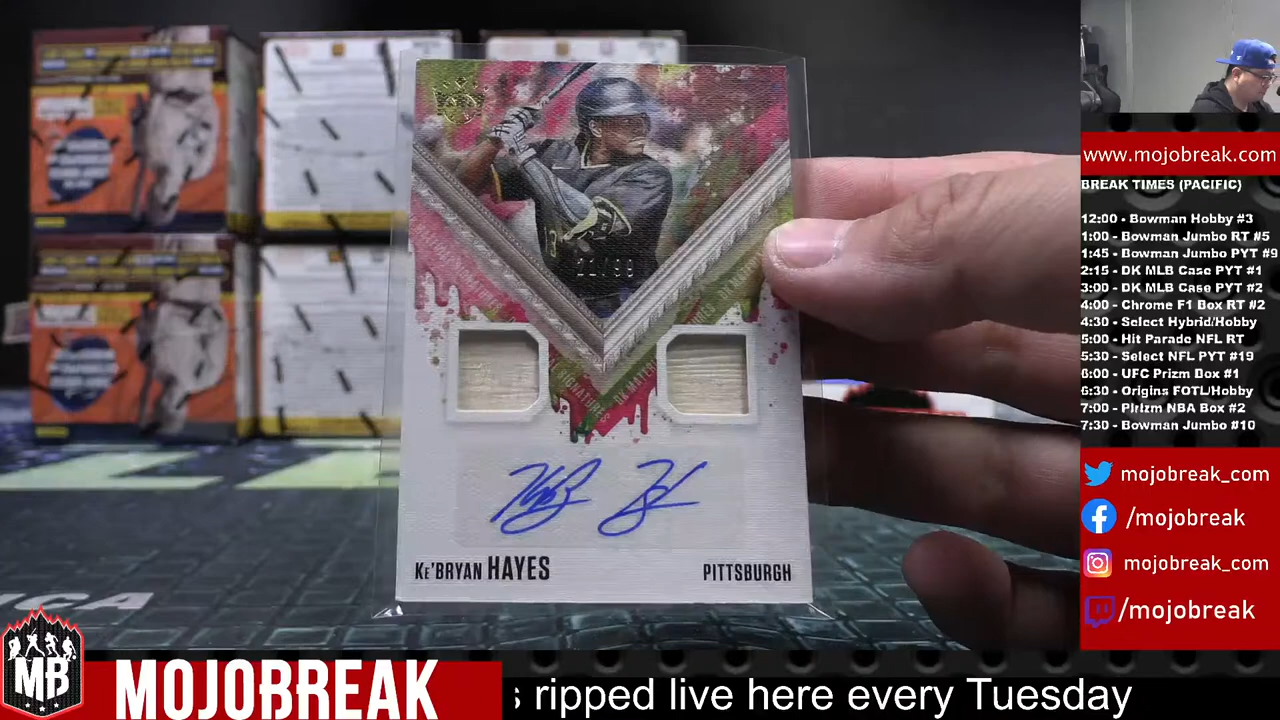 KE'BRYAN HAYES
PITTSBURGH
www.mojobreak.com
BREAK TIMES (PACIFIC)
12:00 • Bowman Hobby #3
1:00 - Bowman Jumbo RT #5
1:45 - Bowman Jumbo PYT #9
2:15 - DK MLB Case PYT #1
3:00 - DK MLB Case PYT #2
4:00 - Chrome F1 Box RT #2
4:30 - Select Hybrid/Hobby
5:00 - Hit Parade NFL RT
5:30 - Select NFL PYT #19
6:00 - UFC Prizm Box #1
6:30 - Origins FOTL/Hobby
7:00 - Pirizm NBA Box #2
7:30 - Bowman Jumbo #10
mojobreak_com
/mojobreak
mojobreak_com
/mojobreak
MB
MOJOBREAK
s ripped live here every Tuesday